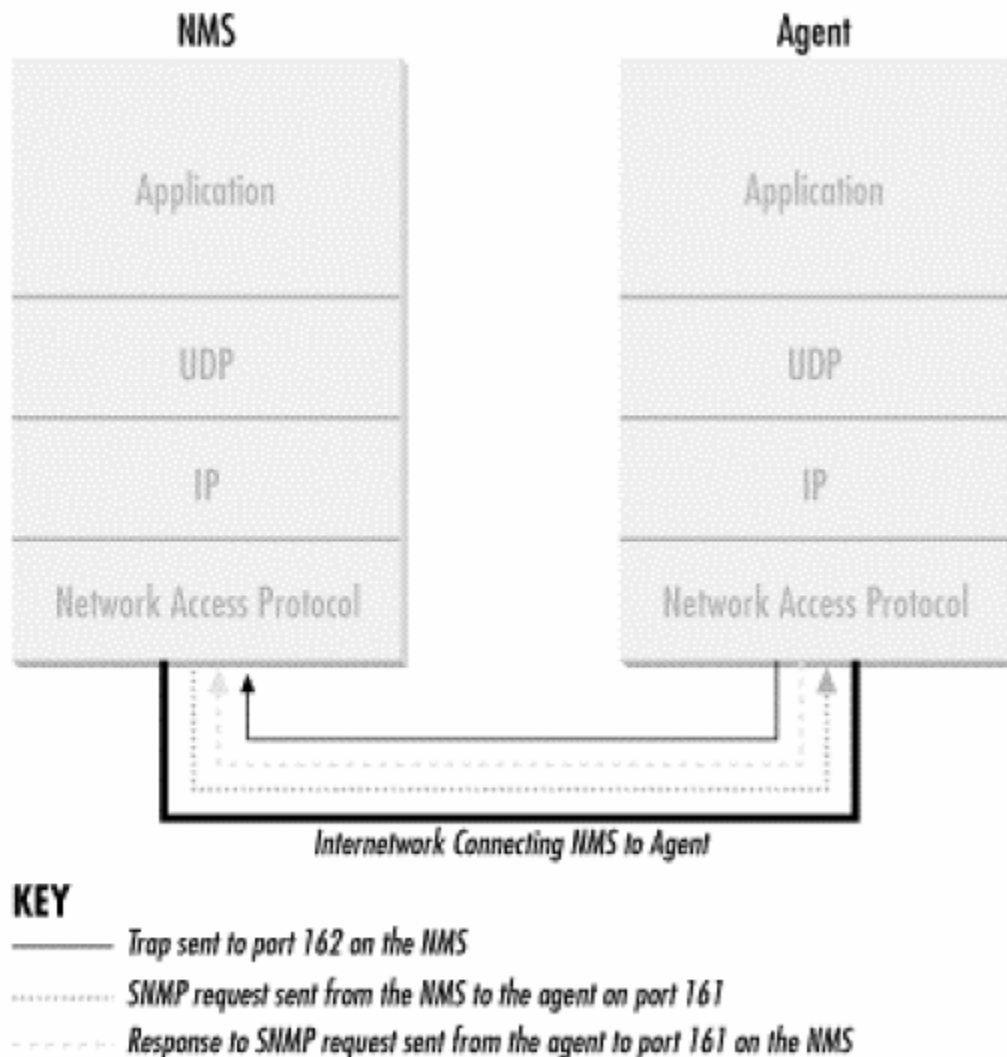 NMS
Agent
Application
Application
UDP
UDP
IP
IP
Network Access Protocol
Network Access Protocol
Internetwork Connecting NMS to Agent
KEY
Trap sent to port 162 on the NMS
SNMP request sent from the NMS to the agent on port 161
Response to SNMP request sent from the agent to port 161 on the NMS